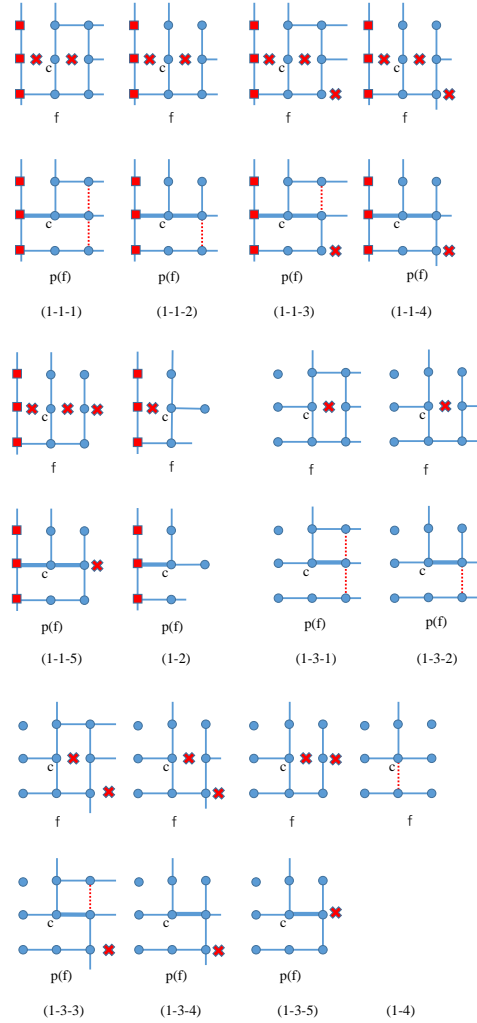 c c c c
f f f f
c c c c
p(f) p(f) p(f) p(f)
(1-1-1) (1-1-2) (1-1-3) (1-1-4)
c c c c
f f f f
c c c c
p(f) p(f) p(f) p(f)
(1-1-5) (1-2) (1-3-1) (1-3-2)
c c c c
f f f f
c c c
p(f) p(f) p(f)
(1-3-3) (1-3-4) (1-3-5) (1-4)